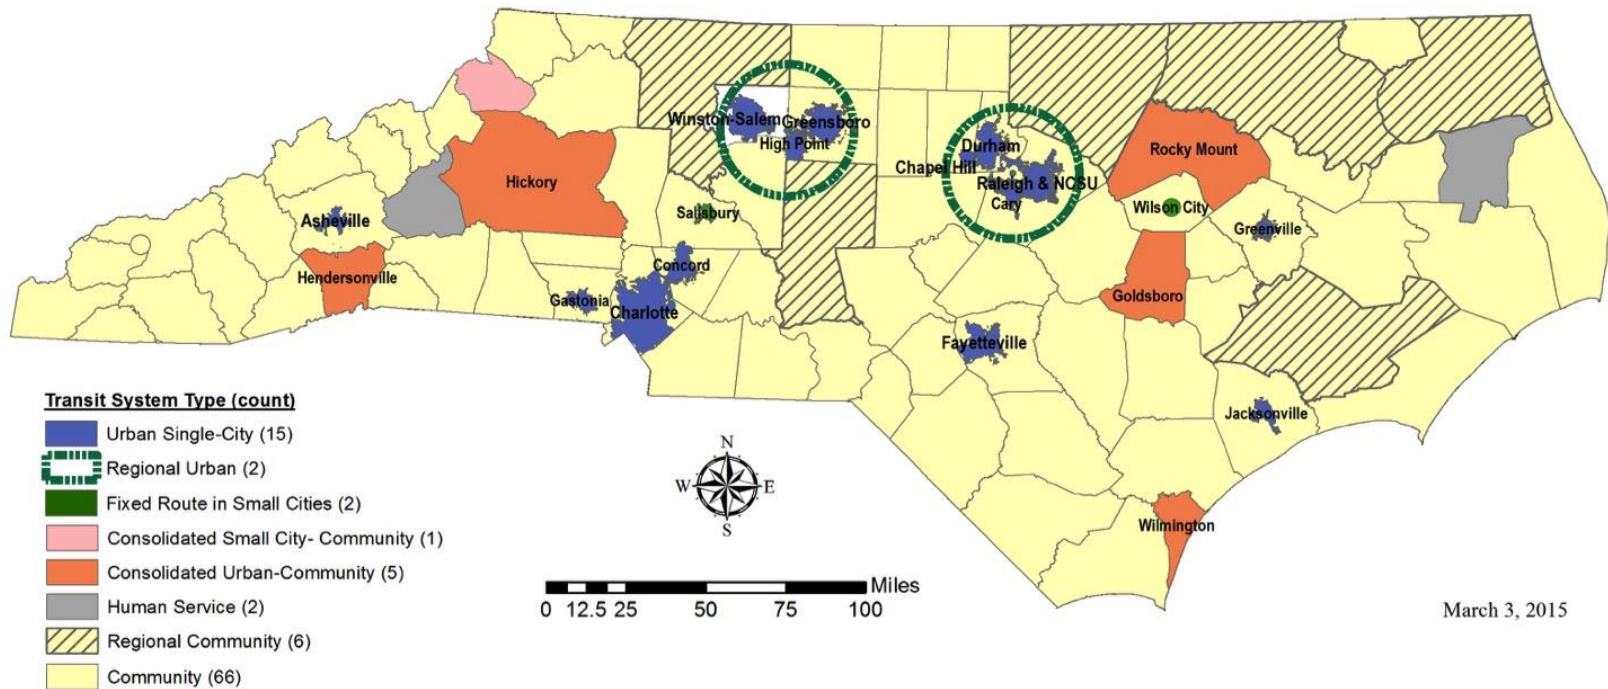 Winston-Salem
Greensboro
High Point
Durham
Chapel Hill
Raleigh & NCSU
Cary
Rocky Mount
Hickory
Wilson City
Salisbury
Asheville
Greenville
Hendersonville
Concord
Gastonia
Charlotte
Goldsboro
Fayetteville
Jacksonville
Wilmington
Transit System Type (count)
Urban Single-City (15)
Regional Urban (2)
Fixed Route in Small Cities (2)
Consolidated Small City- Community (1)
Consolidated Urban-Community (5)
Human Service (2)
Regional Community (6)
Community (66)
N
W E
S
Miles
0 12.5 25 50 75 100
March 3, 2015